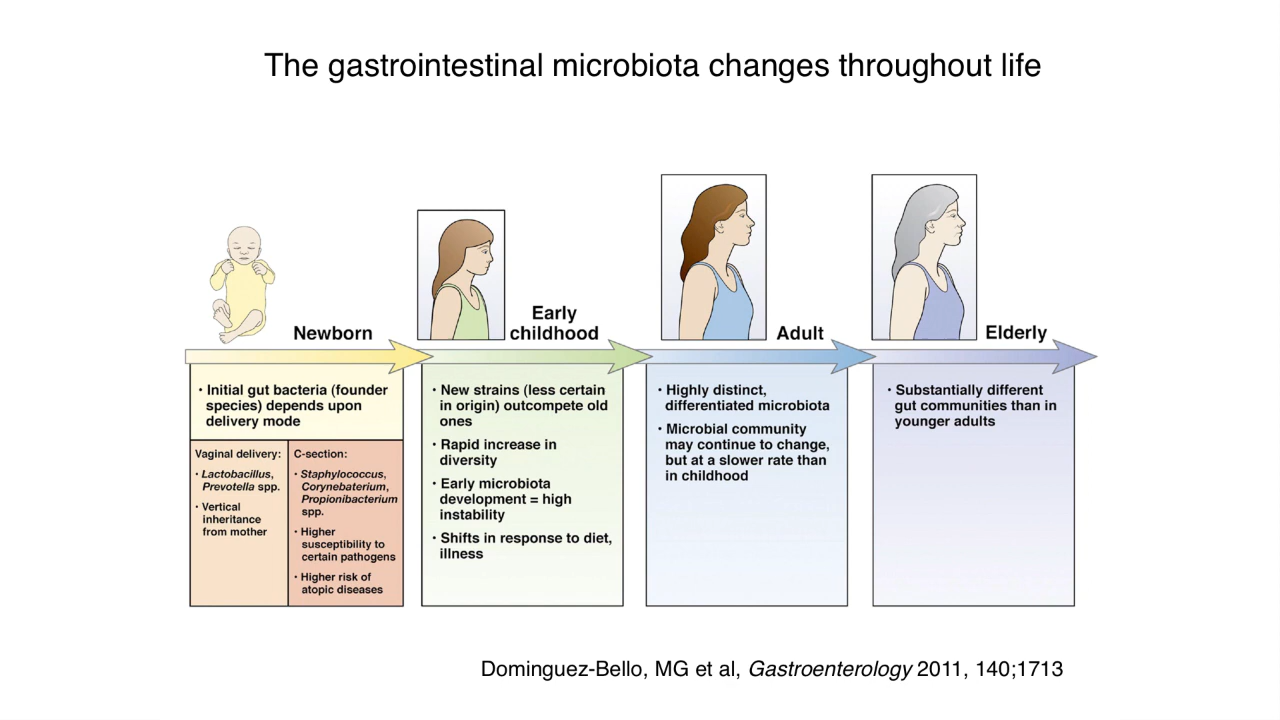 The gastrointestinal microbiota changes throughout life
Newborn
• Initial gut bacteria (founder
species) depends upon
delivery mode
Vaginal delivery:
• Lactobacillus,
Prevotella spp.
• Vertical
inheritance
from mother
C-section:
• Staphylococcus,
Corynebaterium,
Propionibacterium
spp.
• Higher
susceptibility to
certain pathogens
• Higher risk of
atopic diseases
Early
childhood
• New strains (less certain
in origin) outcompete old
ones
• Rapid increase in
diversity
• Early microbiota
development = high
instability
• Shifts in response to diet,
illness
Adult
• Highly distinct,
differentiated microbiota
• Microbial community
may continue to change,
but at a slower rate than
in childhood
Elderly
• Substantially different
gut communities than in
younger adults
Dominguez-Bello, MG et al, Gastroenterology 2011, 140;1713